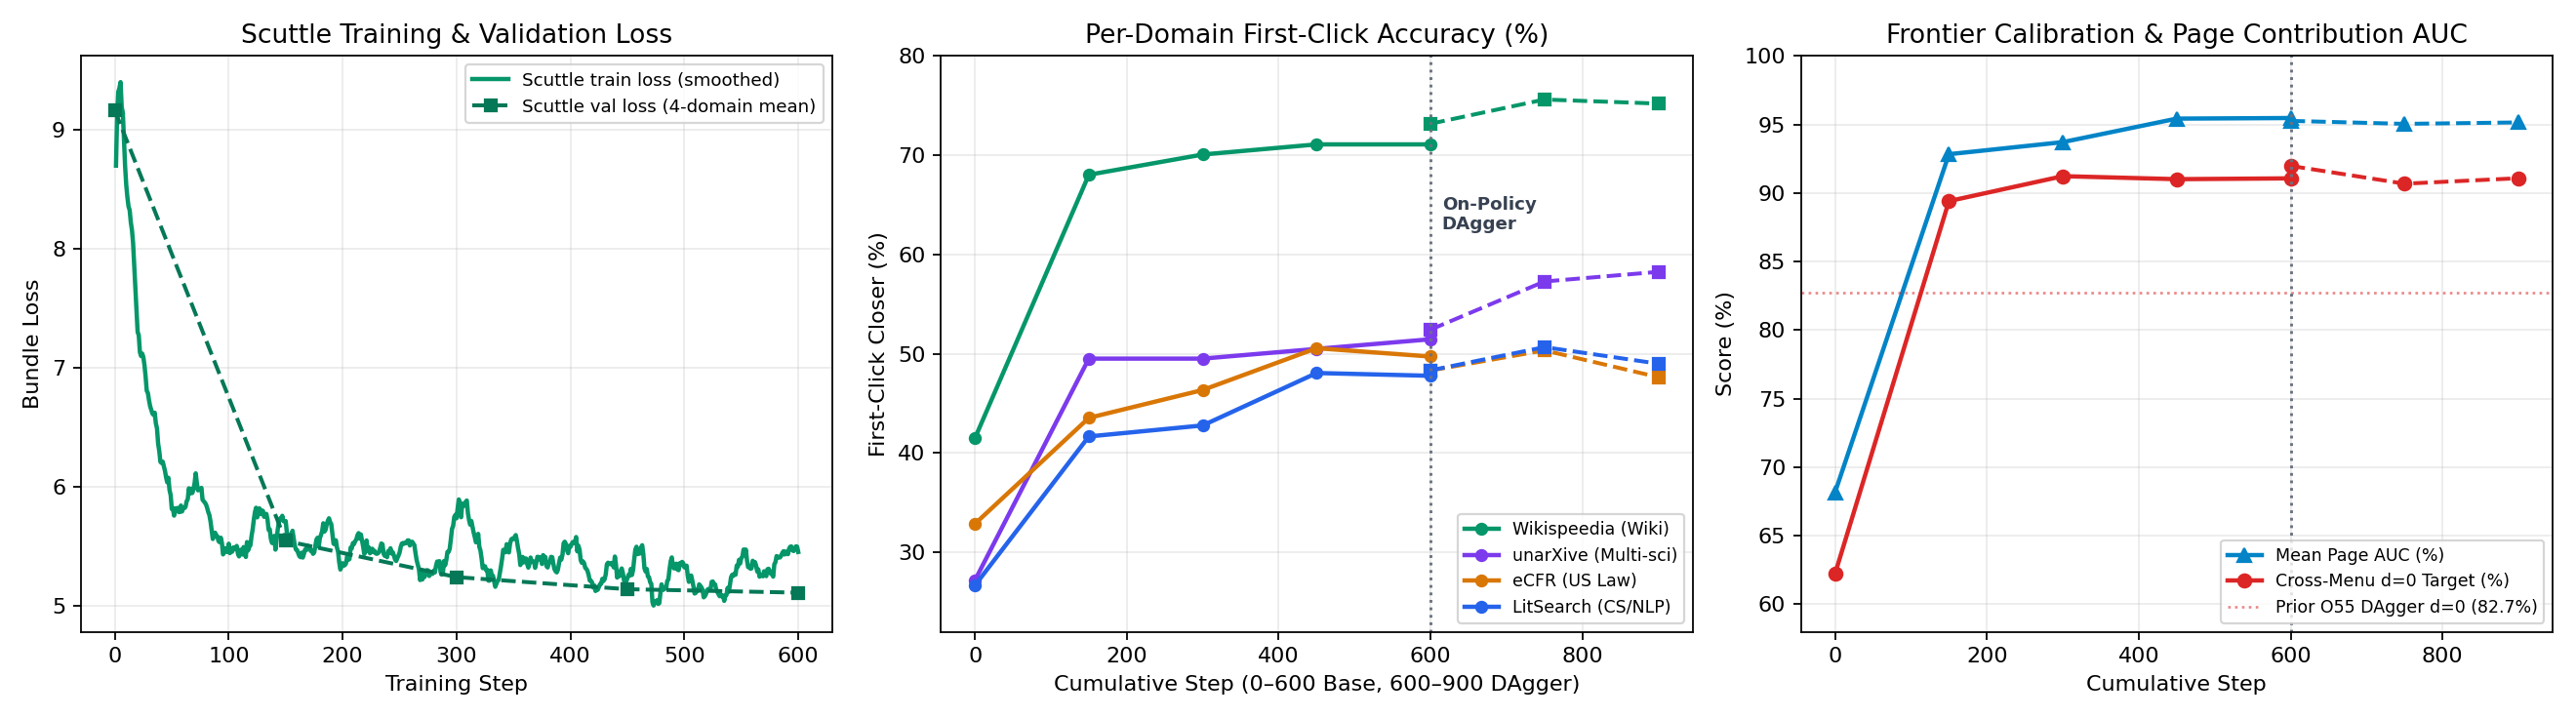 Scuttle Training & Validation Loss
Scuttle train loss (smoothed)
Scuttle val loss (4-domain mean)
Bundle Loss
9
8
7
6
5
0 100 200 300 400 500 600
Training Step
Per-Domain First-Click Accuracy (%)
First-Click Closer (%)
80
70
60
50
40
30
On-Policy
DAgger
Wikispeedia (Wiki)
unarXive (Multi-sci)
eCFR (US Law)
LitSearch (CS/NLP)
0 200 400 600 800
Cumulative Step (0–600 Base, 600–900 DAgger)
Frontier Calibration & Page Contribution AUC
Score (%)
100
95
90
85
80
75
70
65
60
Mean Page AUC (%)
Cross-Menu d=0 Target (%)
Prior O55 DAgger d=0 (82.7%)
0 200 400 600 800
Cumulative Step